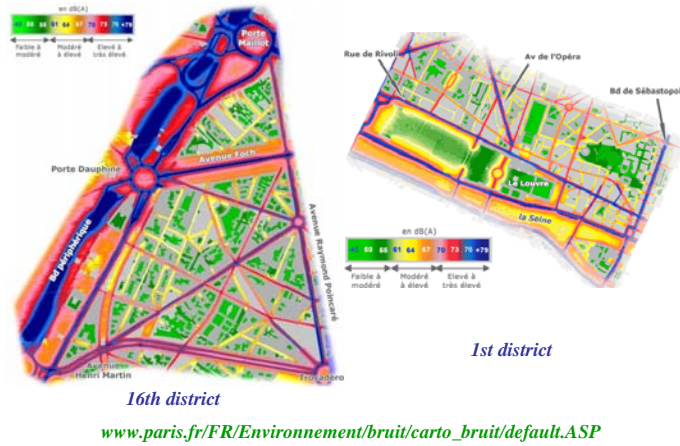 en dB(A)
45 50 55 61 64 67 70 73 76 +79
Faible à modéré
Modéré à élevé
Elevé à très élevé
Porte Maillot
Avenue Foch
Porte Dauphine
Bd périphérique
Avenue Raymond Poincaré
Avenue Henri Martin
Trocadéro
16th district
Rue de Rivoli
Av de l'Opéra
Bd de Sébastopol
Le Louvre
la Seine
en dB(A)
45 50 55 61 64 67 70 73 76 +79
Faible à modéré
Modéré à élevé
Elevé à très élevé
1st district
www.paris.fr/FR/Environnement/bruit/carto_bruit/default.ASP